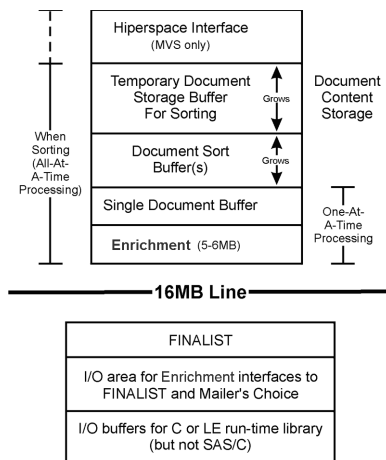 Hiperspace Interface
(MVS only)
Temporary Document
Storage Buffer
For Sorting
Grows
Document
Content
Storage
When
Sorting
(All-At-
A-Time
Processing)
Document Sort
Buffer(s)
Grows
Single Document Buffer
One-At-
A-Time
Processing
Enrichment (5-6MB)
16MB Line
FINALIST
I/O area for Enrichment interfaces to
FINALIST and Mailer's Choice
I/O buffers for C or LE run-time library
(but not SAS/C)